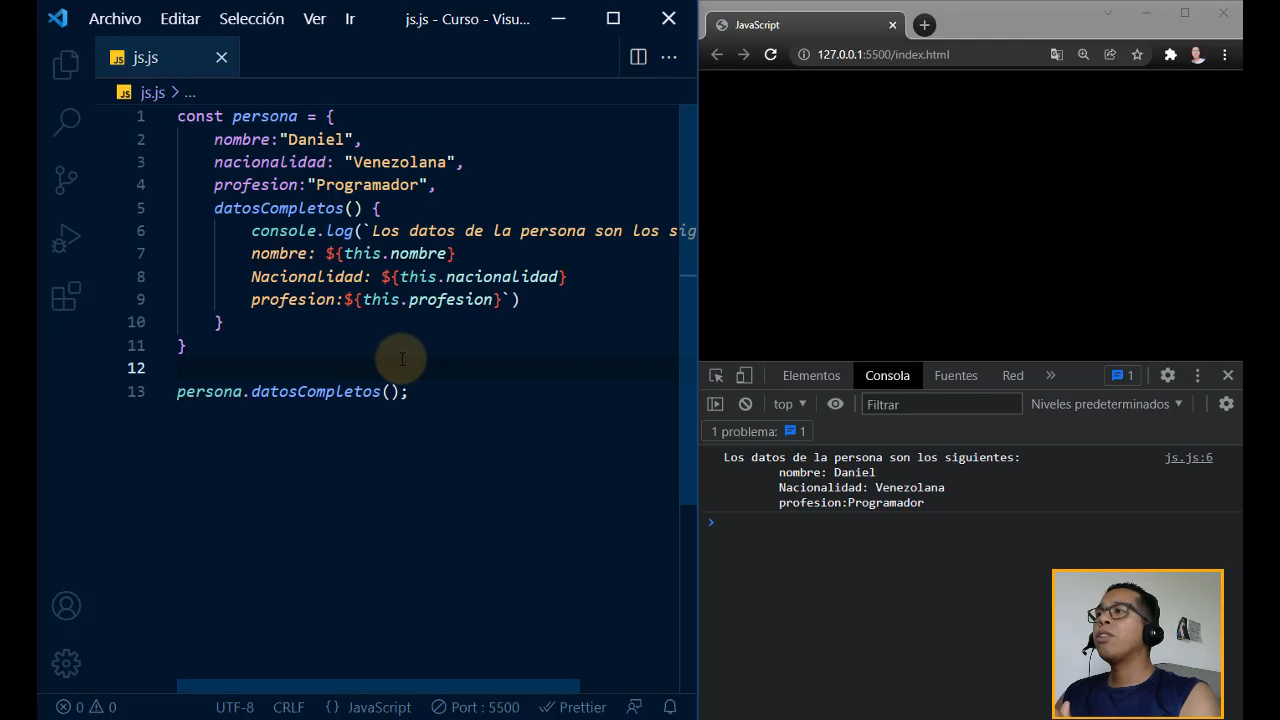 Archivo Editar Selección Ver Ir js.js - Curso - Visu...
js.js
js.js > ...
1 const persona = {
2 nombre:"Daniel",
3 nacionalidad: "Venezolana",
4 profesion:"Programador",
5 datosCompletos() {
6 console.log(`Los datos de la persona son los sig
7 nombre: ${this.nombre}
8 Nacionalidad: ${this.nacionalidad}
9 profesion:${this.profesion}`)
10 }
11 }
12
13 persona.datosCompletos();
0 0 UTF-8 CRLF {} JavaScript Port : 5500 Prettier
JavaScript
127.0.0.1:5500/index.html
Elementos Consola Fuentes Red » 1
top Filtrar Niveles predeterminados
1 problema: 1
Los datos de la persona son los siguientes: js.js:6
nombre: Daniel
Nacionalidad: Venezolana
profesion:Programador
>